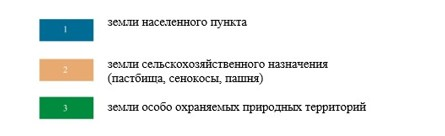 1 земли населенного пункта
2 земли сельскохозяйственного назначения
(пастбища, сенокосы, пашня)
3 земли особо охраняемых природных территорий